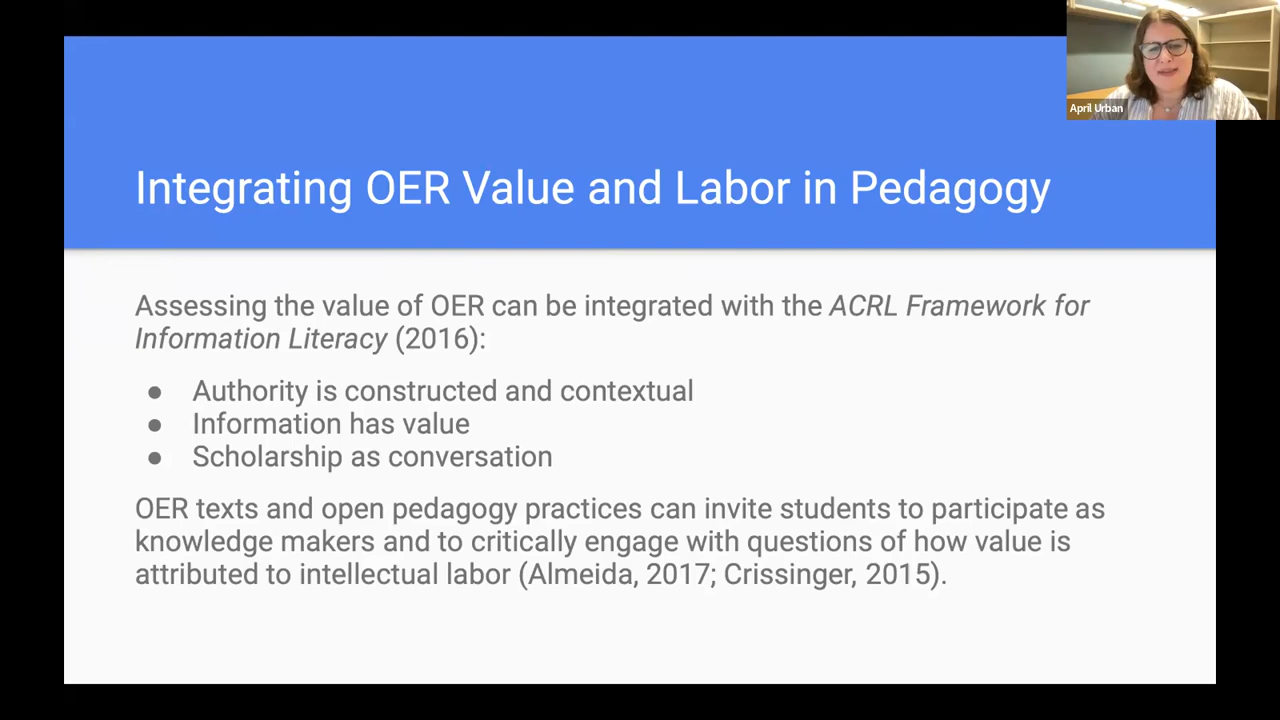 April Urban
Integrating OER Value and Labor in Pedagogy
Assessing the value of OER can be integrated with the ACRL Framework for
Information Literacy (2016):
● Authority is constructed and contextual
● Information has value
● Scholarship as conversation
OER texts and open pedagogy practices can invite students to participate as
knowledge makers and to critically engage with questions of how value is
attributed to intellectual labor (Almeida, 2017; Crissinger, 2015).